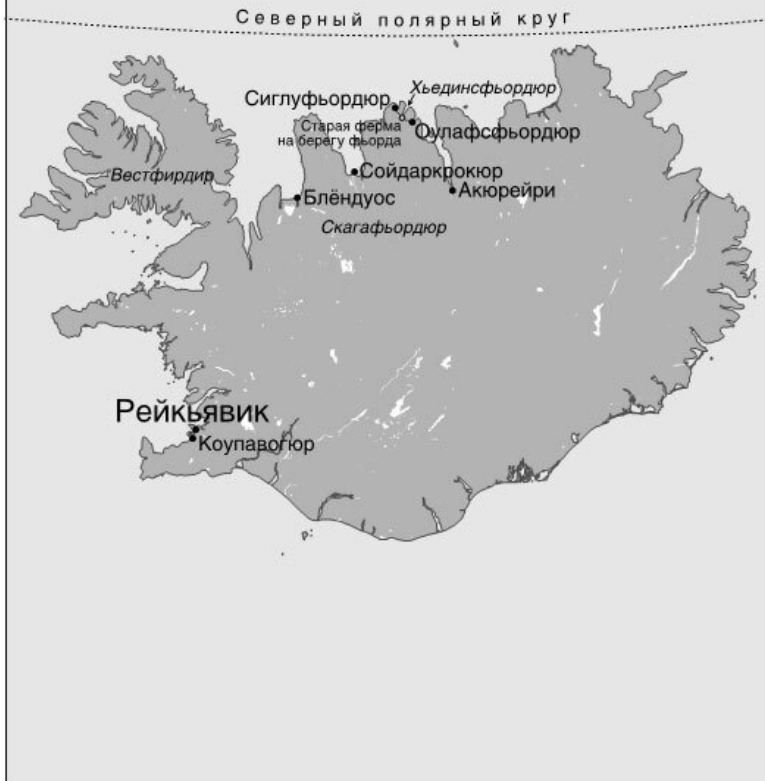 Северный полярный круг
Хьединсфьордюр
Сиглуфьордюр
Старая ферма
на берегу фьорда
Оулафсфьордюр
Вестфирдир
Сойдаркрокюр
Блёндуос
Акюрейри
Скагафьордюр
Рейкьявик
Коупавогюр